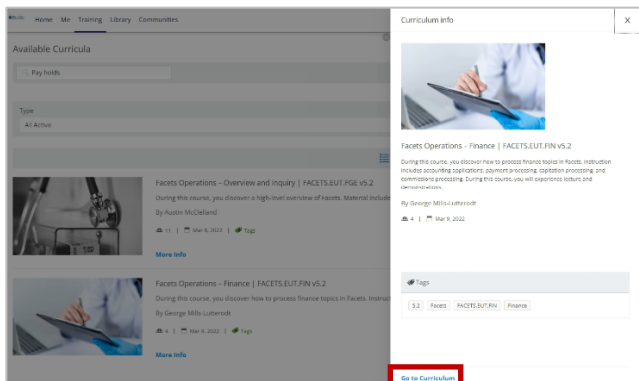 Home Me Training Library Communities
Available Curricula
Pay holds
Type
All Active
Facets Operations – Overview and Inquiry | FACETS.EUT.FGE v5.2
During this course, you discover a high-level overview of Facets. Material include
By Austin McClelland
11 | Mar 9, 2022 | Tags
More Info
Facets Operations – Finance | FACETS.EUT.FIN v5.2
During this course, you discover how to process finance topics in Facets. Instruct
By George Mills-Lutterodt
4 | Mar 9, 2022 | Tags
More Info
Curriculum info
X
Facets Operations – Finance | FACETS.EUT.FIN v5.2
During this course, you discover how to process finance topics in Facets. Instruction
includes accounting applications, payment processing, capitation processing, and
commissions processing. During this course, you will experience lecture and
demonstrations.
By George Mills-Lutterodt
4 | Mar 9, 2022
Tags
5.2 Facets FACETS.EUT.FIN Finance
Go to Curriculum